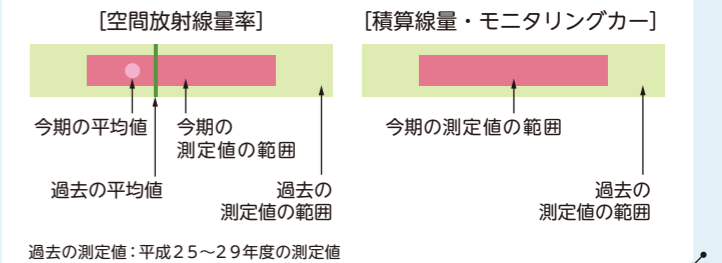 [空間放射線量率]
[積算線量・モニタリングカー]
今期の平均値
今期の
測定値の範囲
過去の平均値
過去の
測定値の範囲
今期の測定値の範囲
過去の
測定値の範囲
過去の測定値：平成25〜29年度の測定値